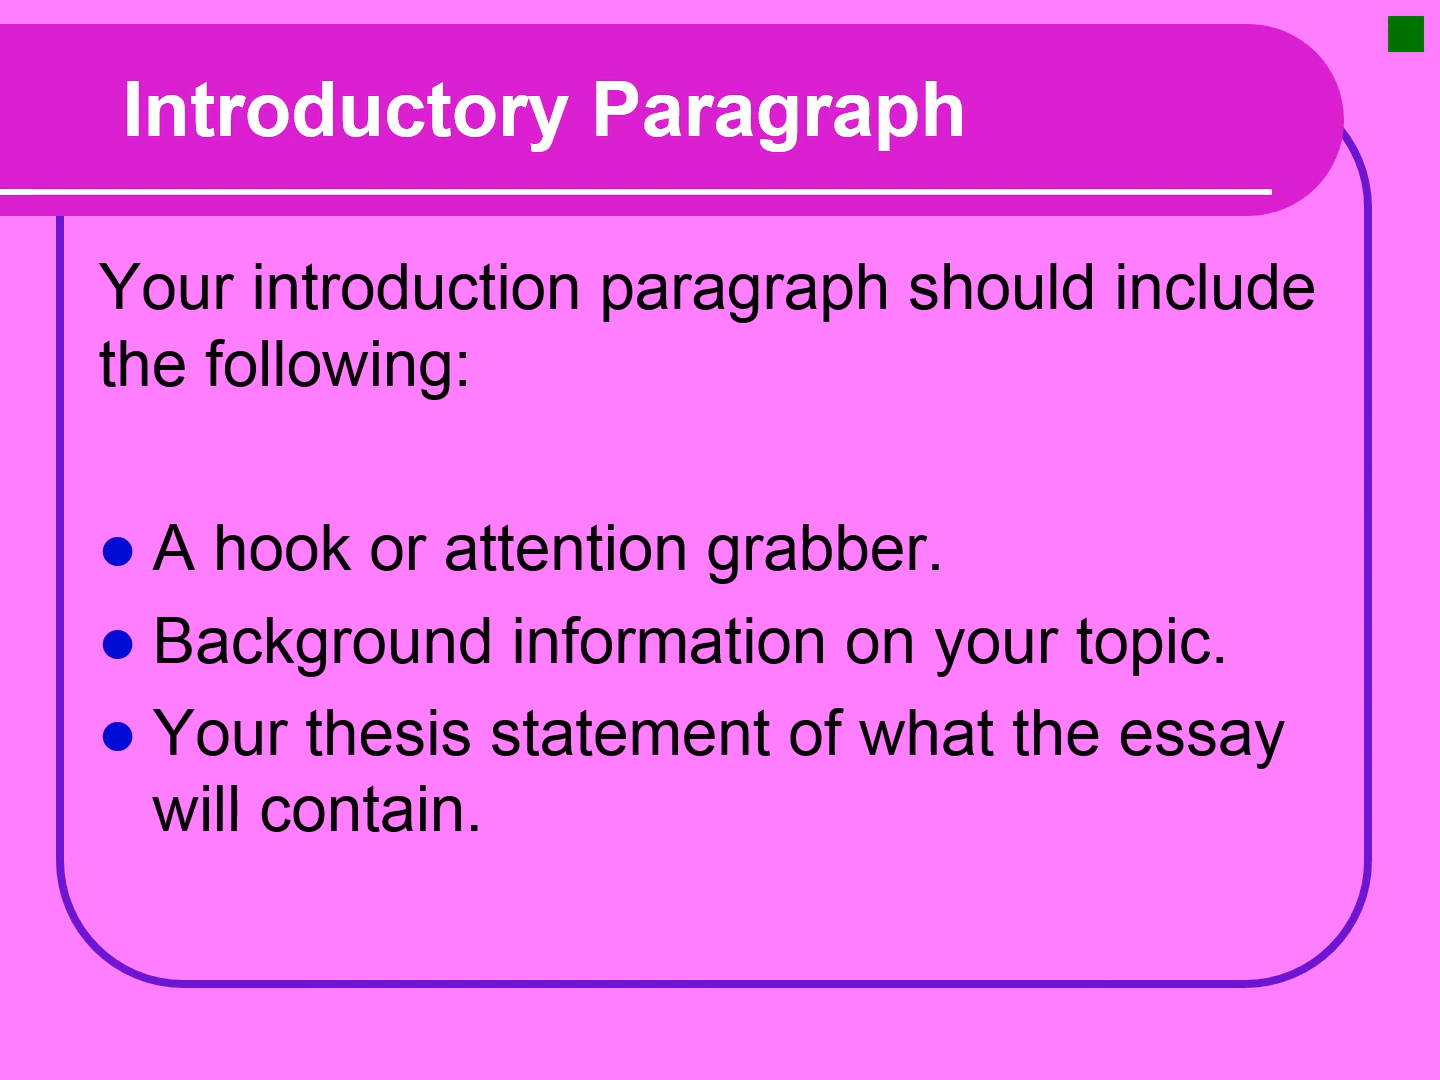 Introductory Paragraph
Your introduction paragraph should include
the following:
● A hook or attention grabber.
● Background information on your topic.
● Your thesis statement of what the essay
will contain.